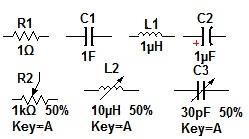 R1
C1
L1
C2
1Ω
1F
1µH
+
1µF
R2
L2
C3
1kΩ 50%
10µH 50%
30pF 50%
Key=A
Key=A
Key=A